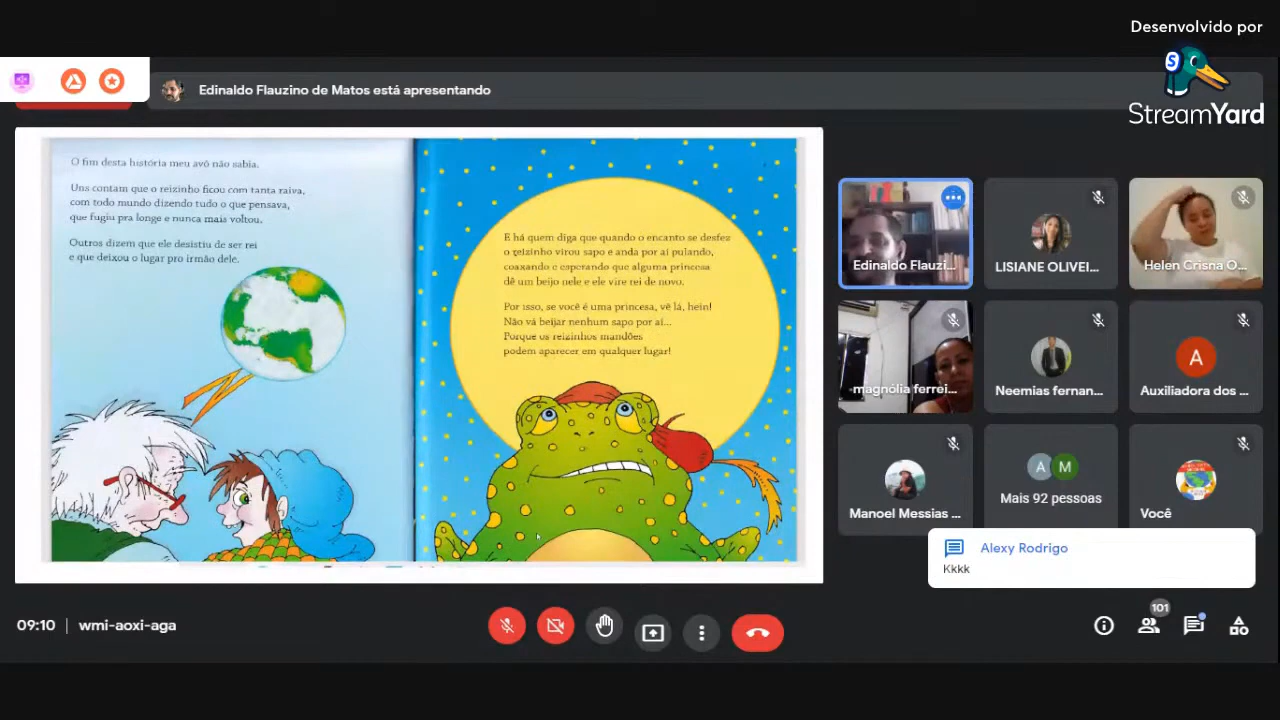 Desenvolvido por
StreamYard
Edinaldo Flauzino de Matos está apresentando
O fim desta história meu avô não sabia.
Uns contam que o reizinho ficou com tanta raiva,
com todo mundo dizendo tudo o que pensava,
que fugiu pra longe e nunca mais voltou.
Outros dizem que ele desistiu de ser rei
e que deixou o lugar pro irmão dele.
E há quem diga que quando o encanto se desfez
o reizinho virou sapo e anda por aí pulando,
coaxando e esperando que alguma princesa
dê um beijo nele e ele vire rei de novo.
Por isso, se você é uma princesa, vê lá, hein!
Não vá beijar nenhum sapo por aí...
Porque os reizinhos mandões
podem aparecer em qualquer lugar!
Edinaldo Flauzi...
LISIANE OLIVEI...
Helen Crisna O...
-magnólia ferrei...
Neemias fernan...
A
Auxiliadora dos ...
Manoel Messias ...
A M
Mais 92 pessoas
Você
Alexy Rodrigo
Kkkk
09:10 | wmi-aoxi-aga
101